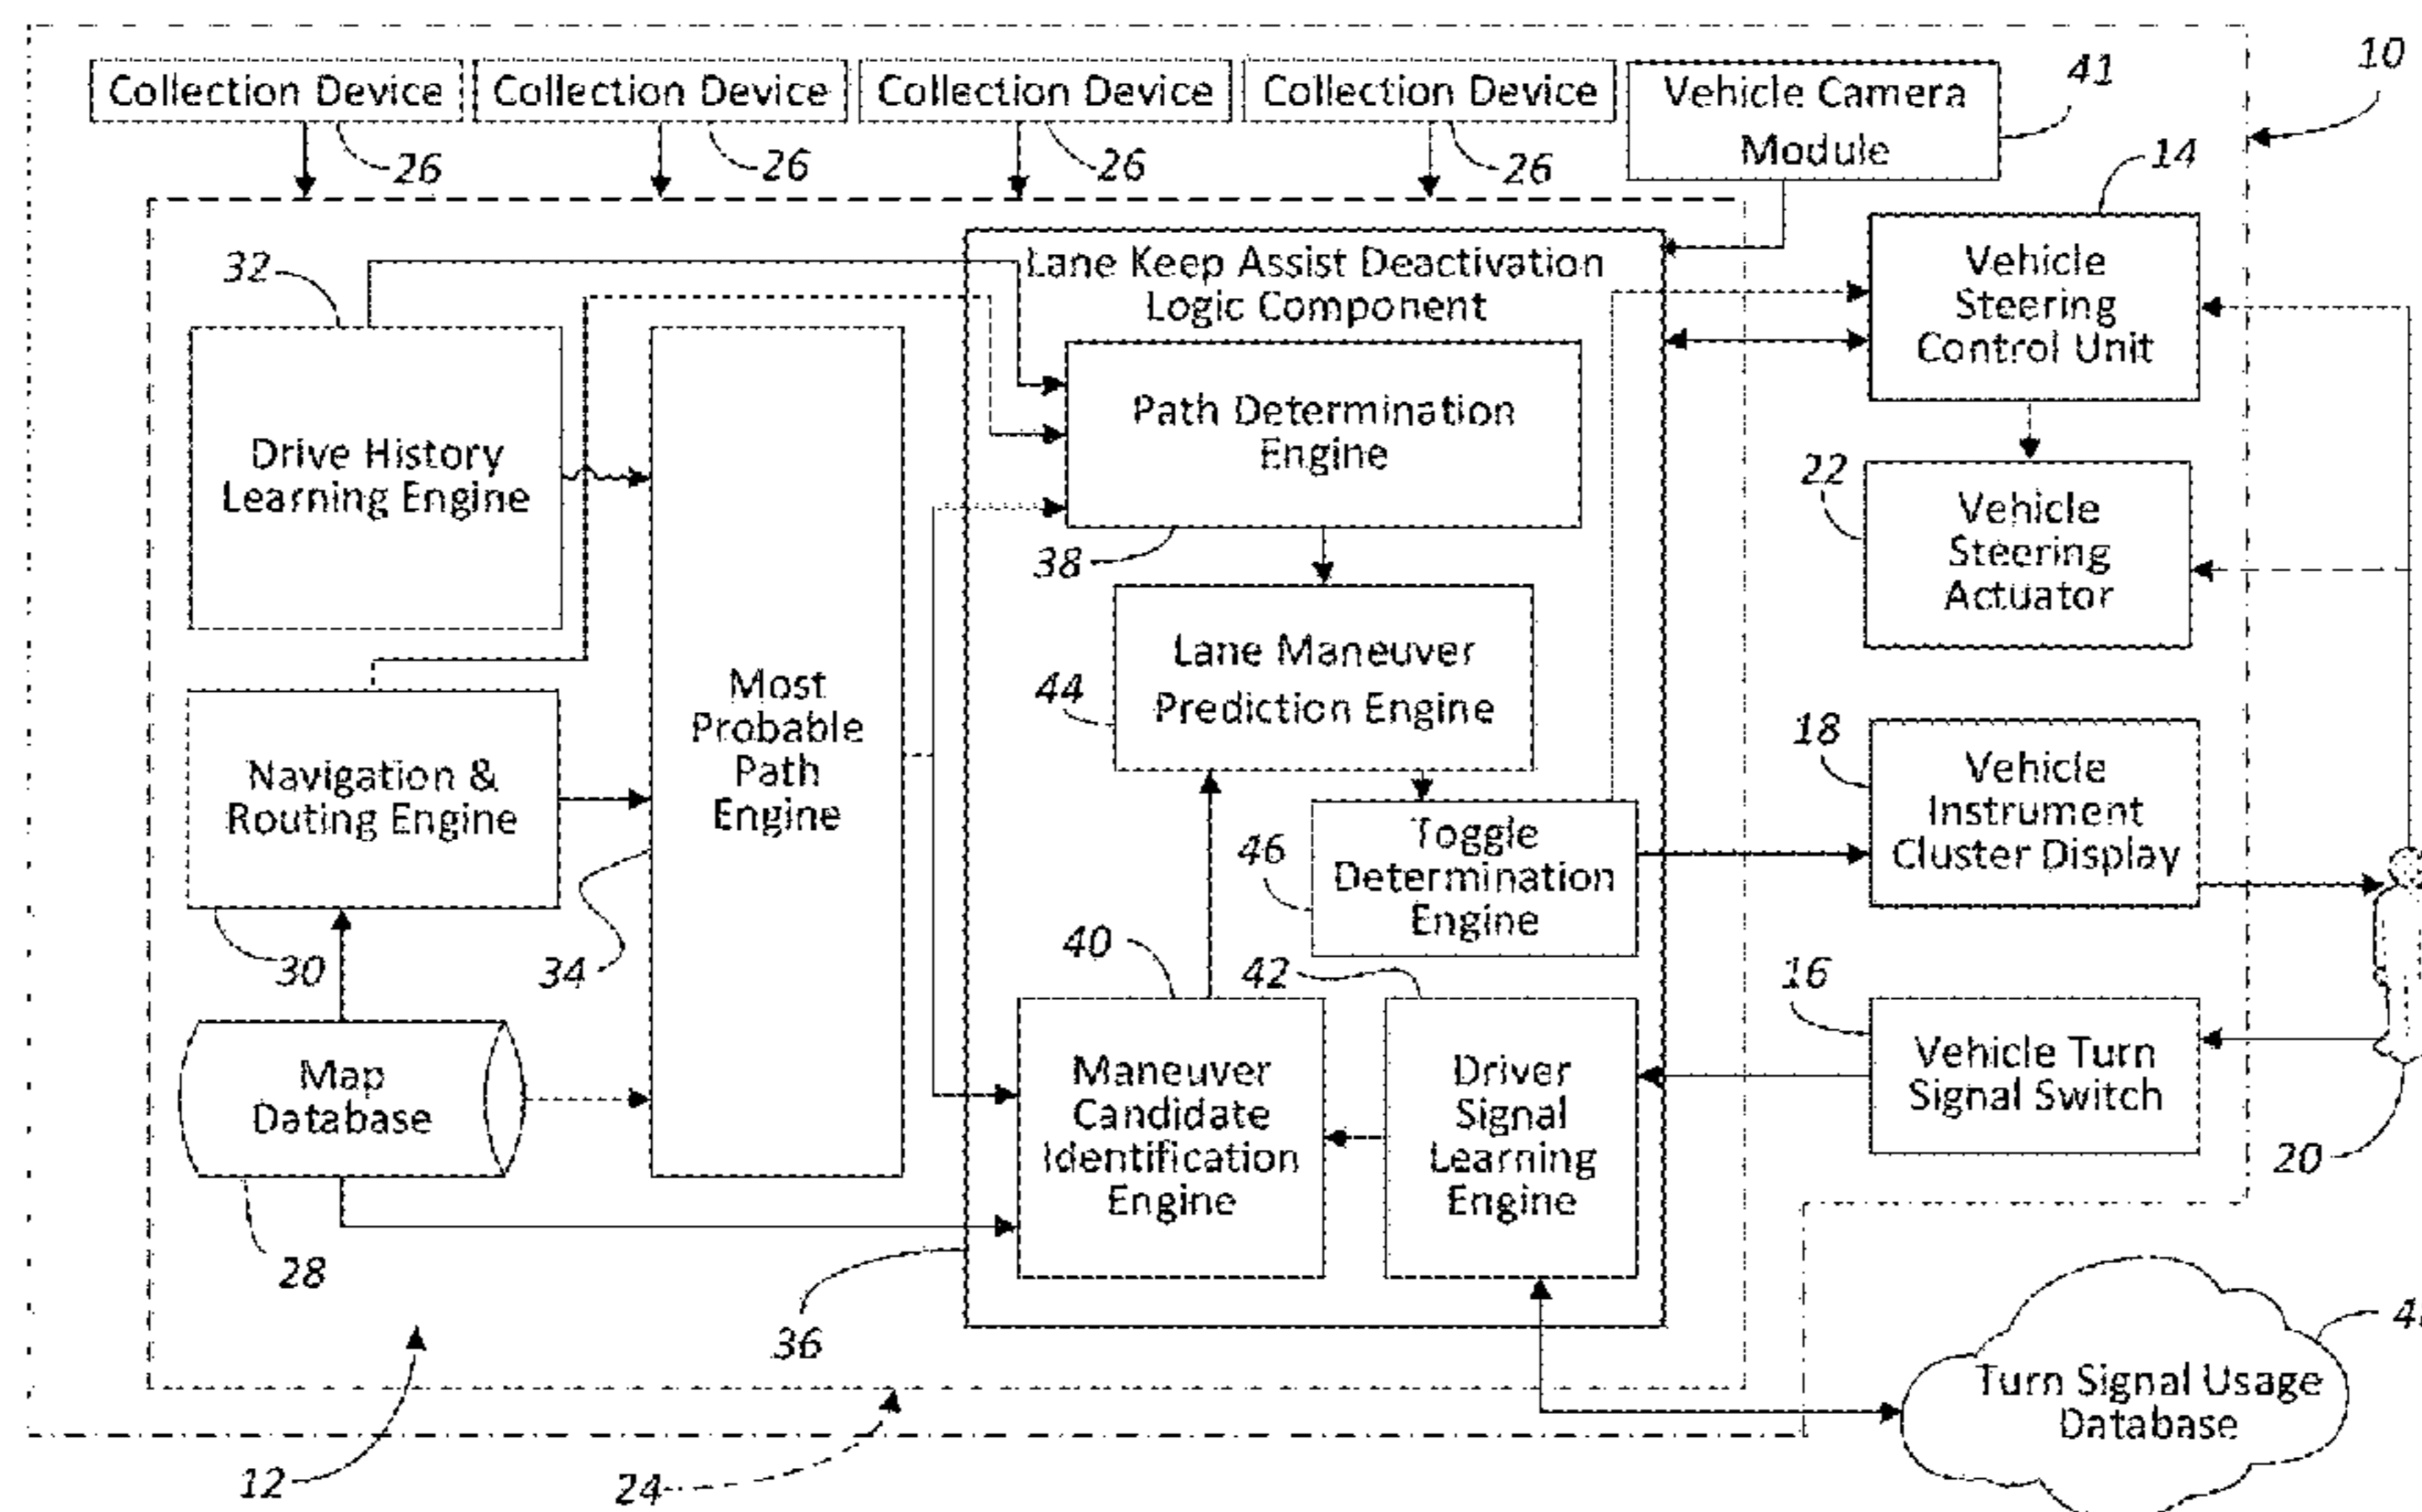 Collection Device
Collection Device
Collection Device
Collection Device
Vehicle Camera
Module
41
10
26
26
26
26
14
32
Lane Keep Assist Deactivation
Logic Component
Vehicle
Steering
Control Unit
Path Determination
Engine
Drive History
Learning Engine
38
22
Vehicle
Steering
Actuator
Lane Maneuver
Prediction Engine
44
Most
Probable
Path
Engine
Navigation &
Routing Engine
18
Vehicle
Instrument
Cluster Display
46
Toggle
Determination
Engine
30
34
40
42
16
Map
Database
Maneuver
Candidate
Identification
Engine
Driver
Signal
Learning
Engine
Vehicle Turn
Signal Switch
20
28
36
Turn Signal Usage
Database
12
24